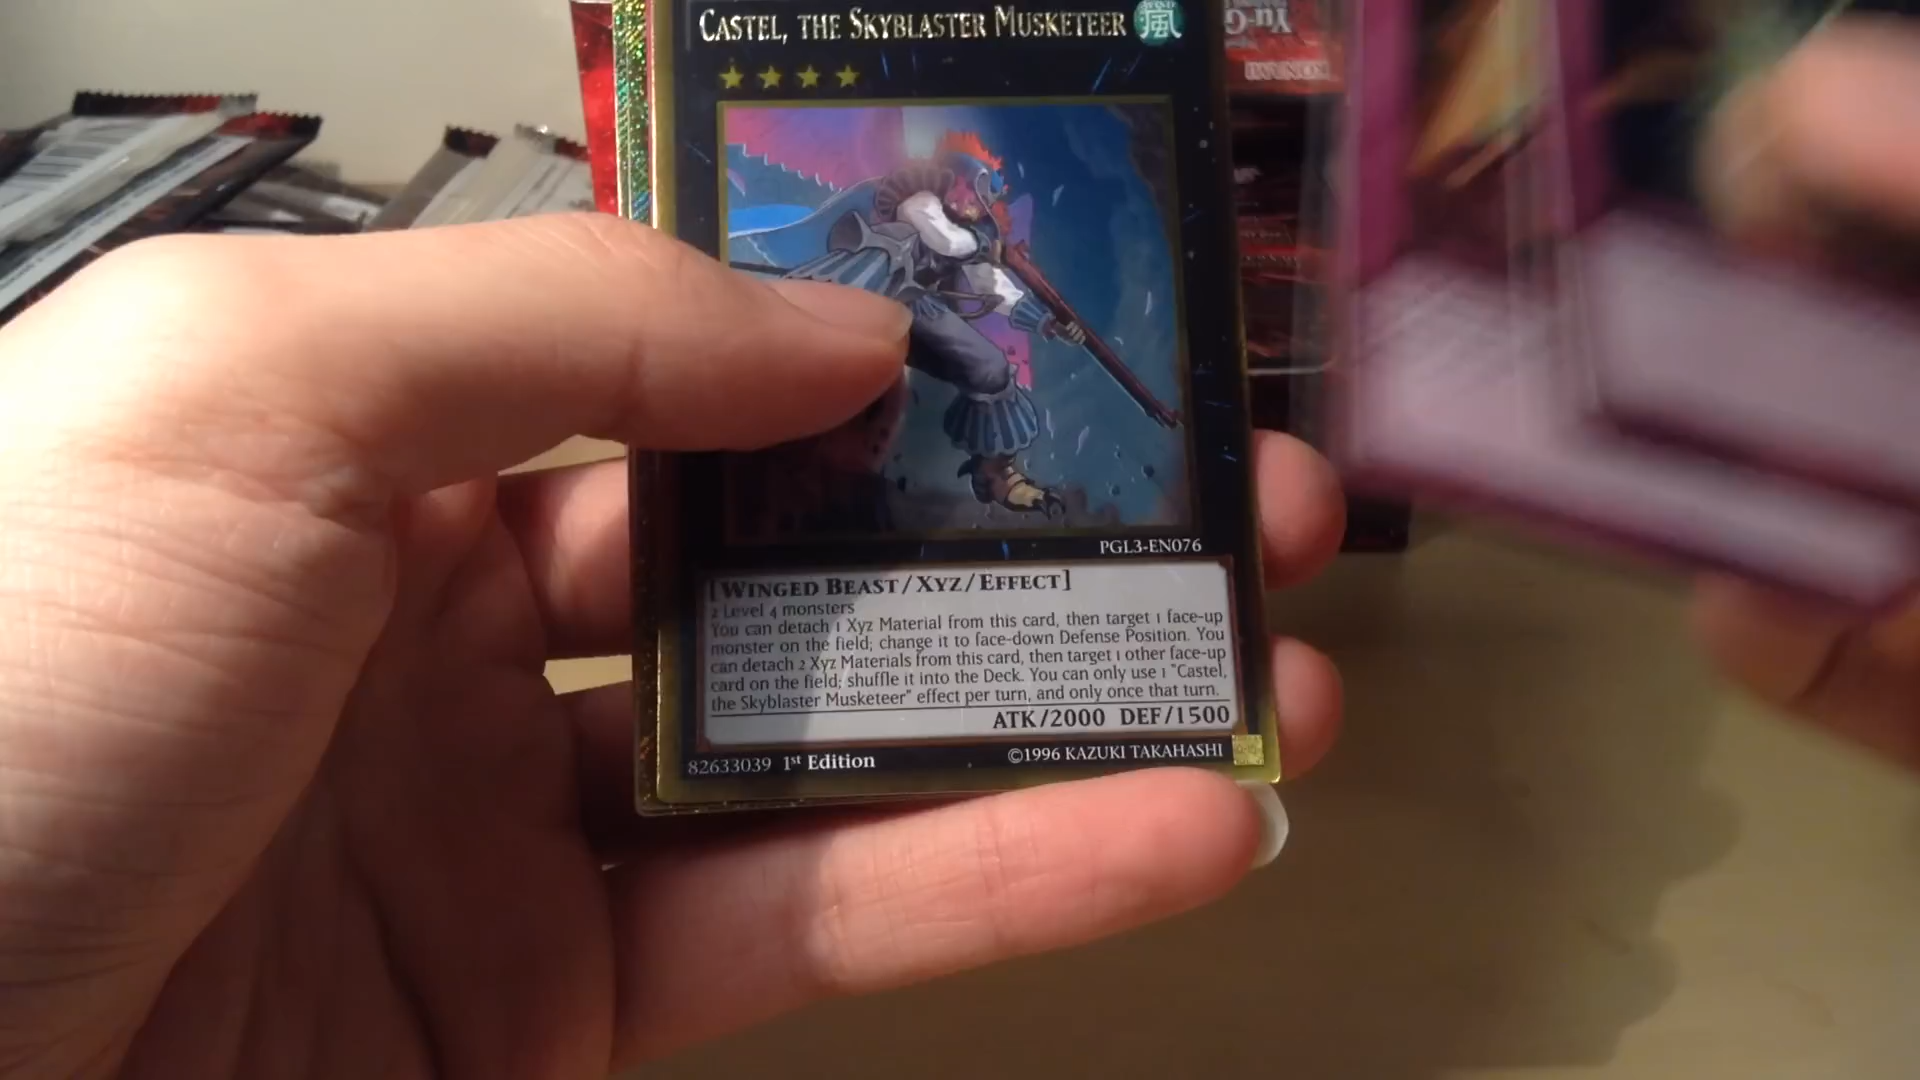 CASTEL, THE SKYBLASTER MUSKETEER
風
PGL3-EN076
[WINGED BEAST/XYZ/EFFECT]
2 Level 4 monsters
You can detach 1 Xyz Material from this card, then target 1 face-up
monster on the field; change it to face-down Defense Position. You
can detach 2 Xyz Materials from this card, then target 1 other face-up
card on the field; shuffle it into the Deck. You can only use 1 "Castel,
the Skyblaster Musketeer" effect per turn, and only once that turn.
ATK/2000 DEF/1500
82633039 1st Edition
©1996 KAZUKI TAKAHASHI
Yu-G
KONAMI